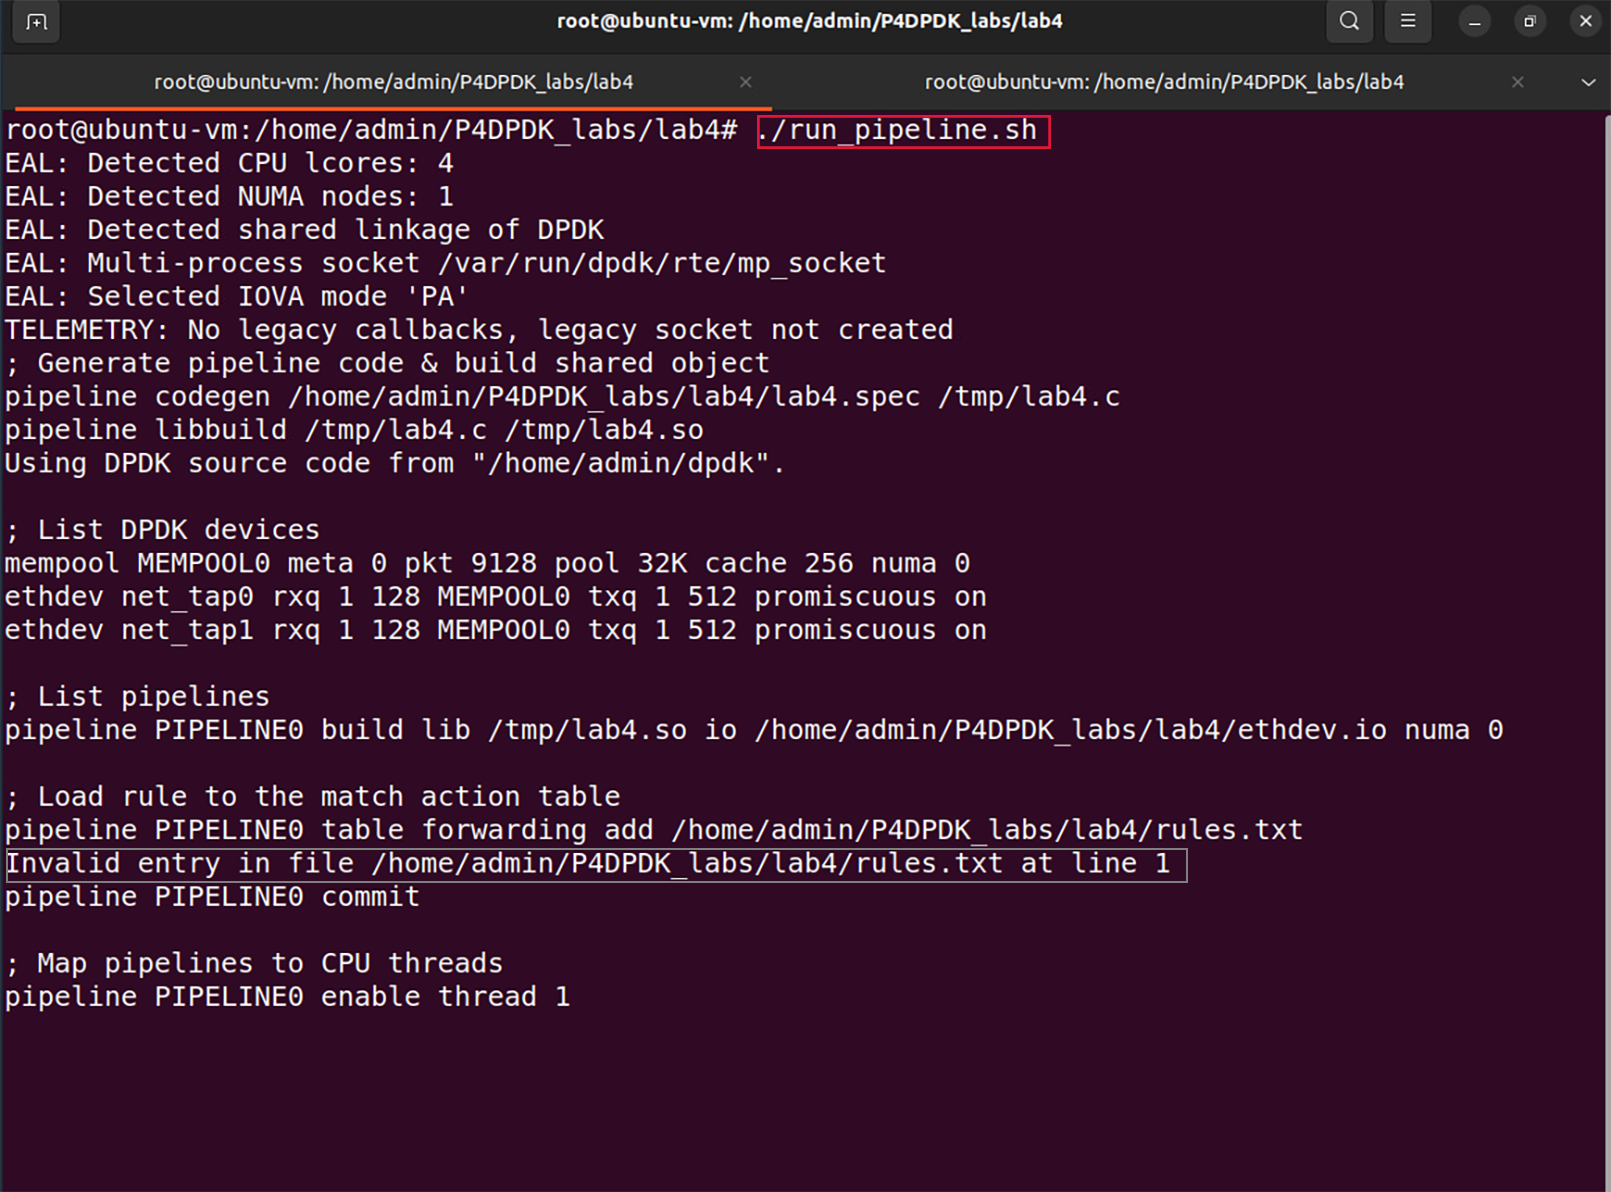 root@ubuntu-vm: /home/admin/P4DPDK_labs/lab4
root@ubuntu-vm: /home/admin/P4DPDK_labs/lab4
root@ubuntu-vm: /home/admin/P4DPDK_labs/lab4
root@ubuntu-vm:/home/admin/P4DPDK_labs/lab4# ./run_pipeline.sh
EAL: Detected CPU lcores: 4
EAL: Detected NUMA nodes: 1
EAL: Detected shared linkage of DPDK
EAL: Multi-process socket /var/run/dpdk/rte/mp_socket
EAL: Selected IOVA mode 'PA'
TELEMETRY: No legacy callbacks, legacy socket not created
; Generate pipeline code & build shared object
pipeline codegen /home/admin/P4DPDK_labs/lab4/lab4.spec /tmp/lab4.c
pipeline libbuild /tmp/lab4.c /tmp/lab4.so
Using DPDK source code from "/home/admin/dpdk".
; List DPDK devices
mempool MEMPOOL0 meta 0 pkt 9128 pool 32K cache 256 numa 0
ethdev net_tap0 rxq 1 128 MEMPOOL0 txq 1 512 promiscuous on
ethdev net_tap1 rxq 1 128 MEMPOOL0 txq 1 512 promiscuous on
; List pipelines
pipeline PIPELINE0 build lib /tmp/lab4.so io /home/admin/P4DPDK_labs/lab4/ethdev.io numa 0
; Load rule to the match action table
pipeline PIPELINE0 table forwarding add /home/admin/P4DPDK_labs/lab4/rules.txt
Invalid entry in file /home/admin/P4DPDK_labs/lab4/rules.txt at line 1
pipeline PIPELINE0 commit
; Map pipelines to CPU threads
pipeline PIPELINE0 enable thread 1